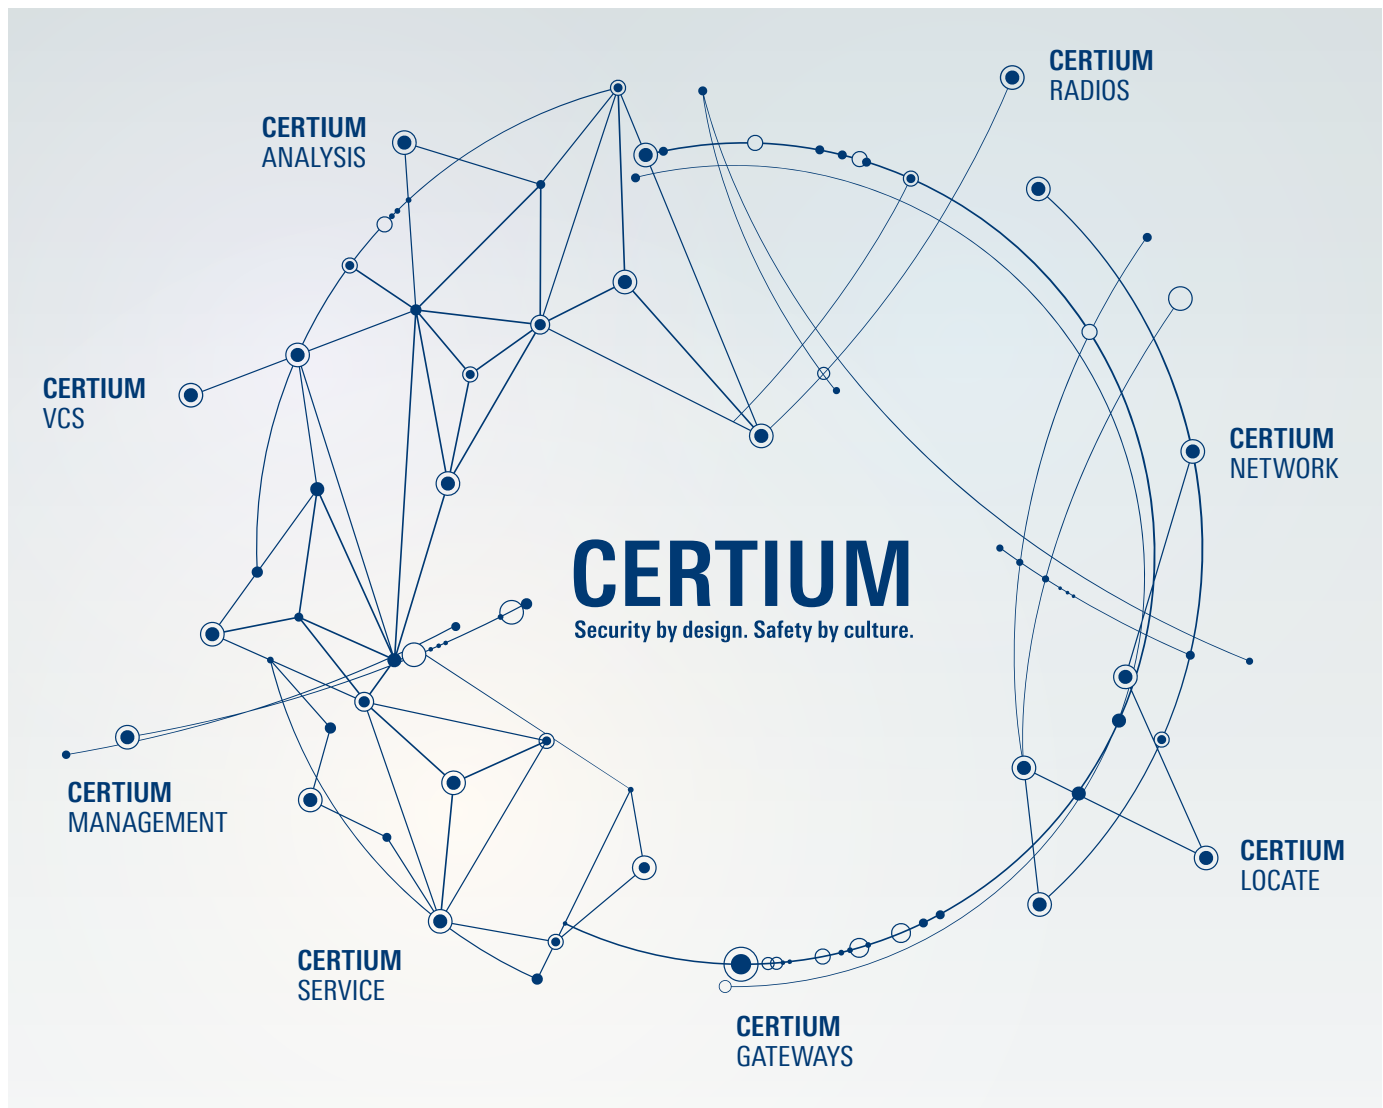 CERTIUM
RADIOS
CERTIUM
ANALYSIS
CERTIUM
VCS
CERTIUM
NETWORK
CERTIUM
Security by design. Safety by culture.
CERTIUM
MANAGEMENT
CERTIUM
LOCATE
CERTIUM
SERVICE
CERTIUM
GATEWAYS